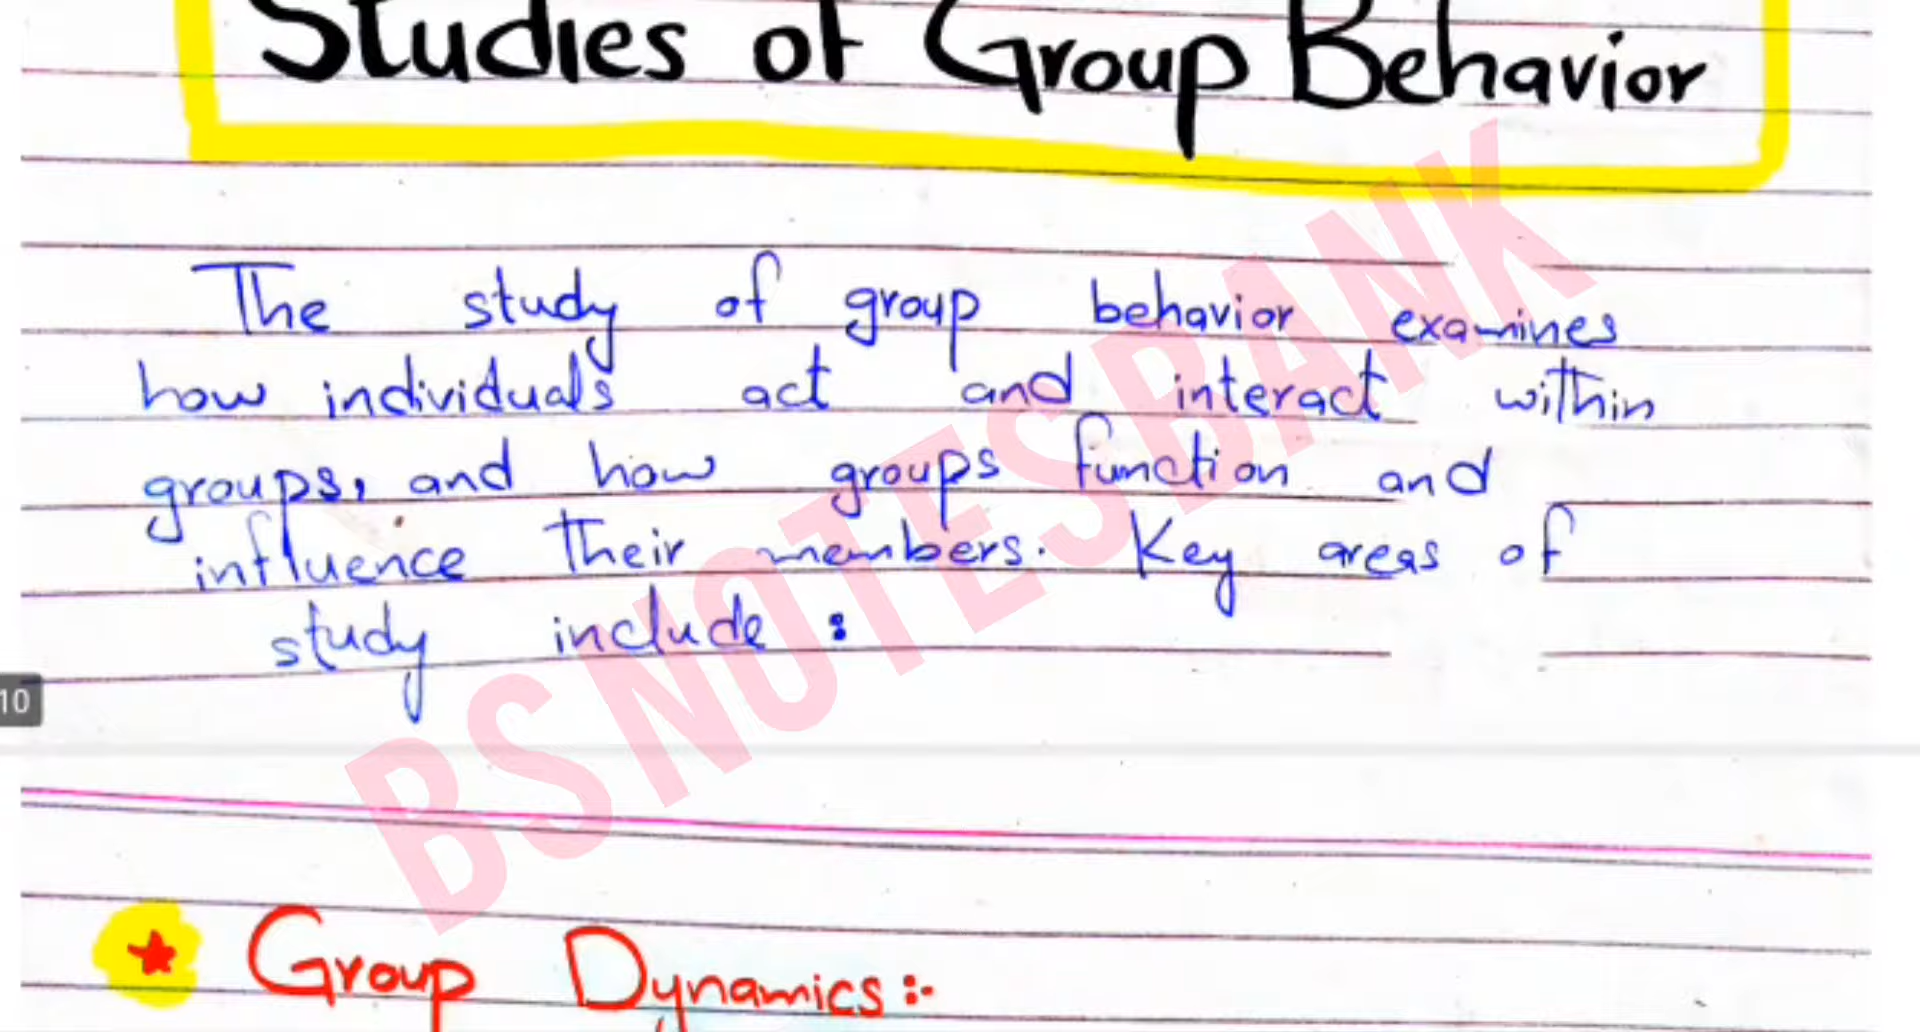 Studies of Group Behavior
The study of group behavior examines
how individuals act and interact within
groups, and how groups function and
influence their members. Key areas of
study include :
BSNOTESBANK
10
Group Dynamics :-